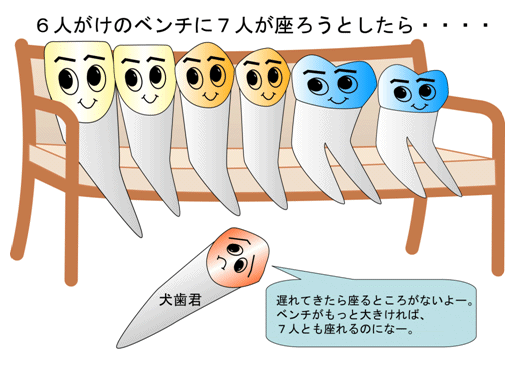 ６人がけのベンチに７人が座ろうとしたら・・・・
犬歯君
遅れてきたら座るところがないよー。
ベンチがもっと大きければ、
７人とも座れるのになー。